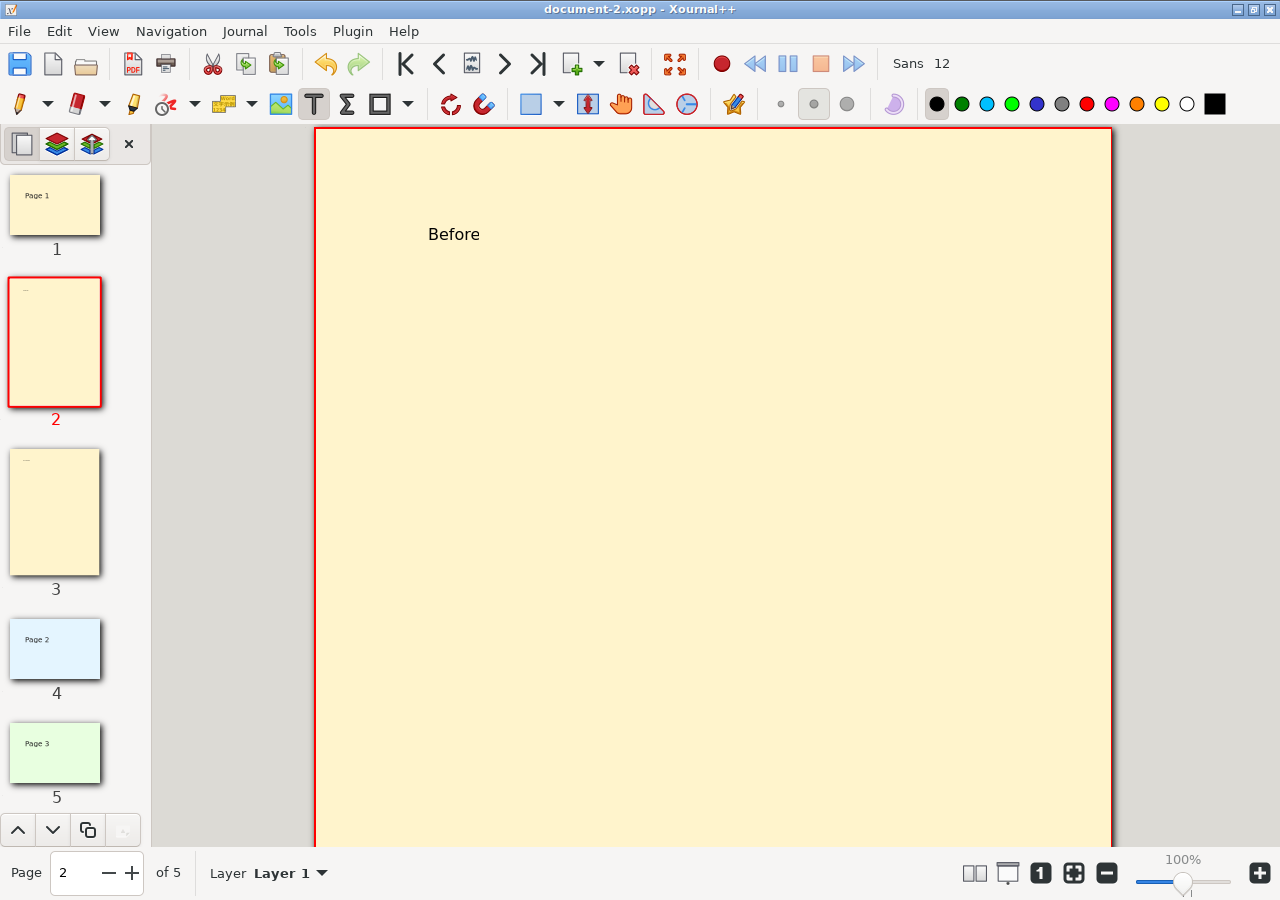 document-2.xopp - Xournal++
File Edit View Navigation Journal Tools Plugin Help
Sans 12
Page 1
1
2
3
Page 2
4
Page 3
5
Before
Page 2 of 5 Layer Layer 1 100%